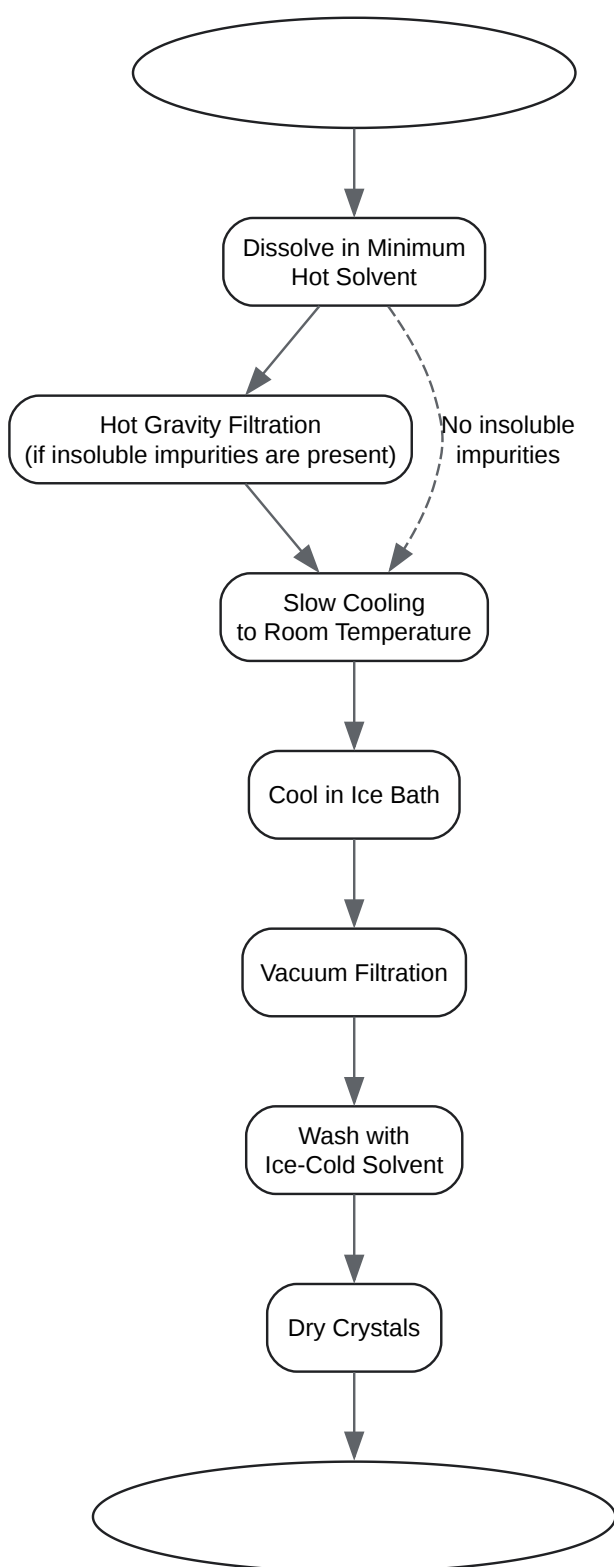 Dissolve in Minimum
Hot Solvent
Hot Gravity Filtration
(if insoluble impurities are present)
No insoluble
impurities
Slow Cooling
to Room Temperature
Cool in Ice Bath
Vacuum Filtration
Wash with
Ice-Cold Solvent
Dry Crystals